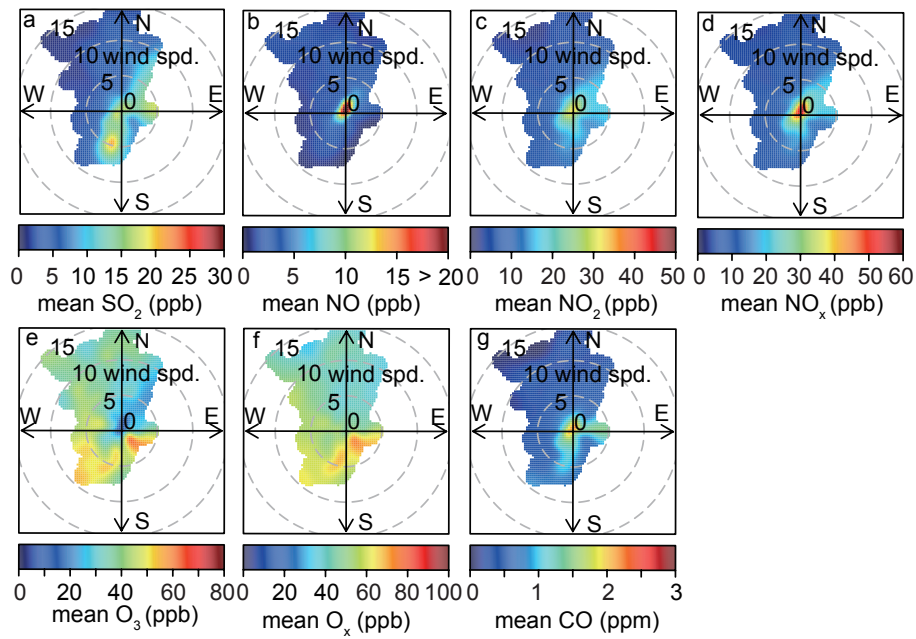 a
15
N
10 wind spd.
5
W
0
E
S
0 5 10 15 20 25 30
mean SO2 (ppb)
b
15
N
10 wind spd.
5
W
0
E
S
0 5 10 15 > 20
mean NO (ppb)
c
15
N
10 wind spd.
5
W
0
E
S
0 10 20 30 40 50
mean NO2 (ppb)
d
15
N
10 wind spd.
5
W
0
E
S
0 10 20 30 40 50 60
mean NOx (ppb)
e
15
N
10 wind spd.
5
W
0
E
S
0 20 40 60 80
mean O3 (ppb)
f
15
N
10 wind spd.
5
W
0
E
S
0 20 40 60 80 100
mean Ox (ppb)
g
15
N
10 wind spd.
5
W
0
E
S
0 1 2 3
mean CO (ppm)